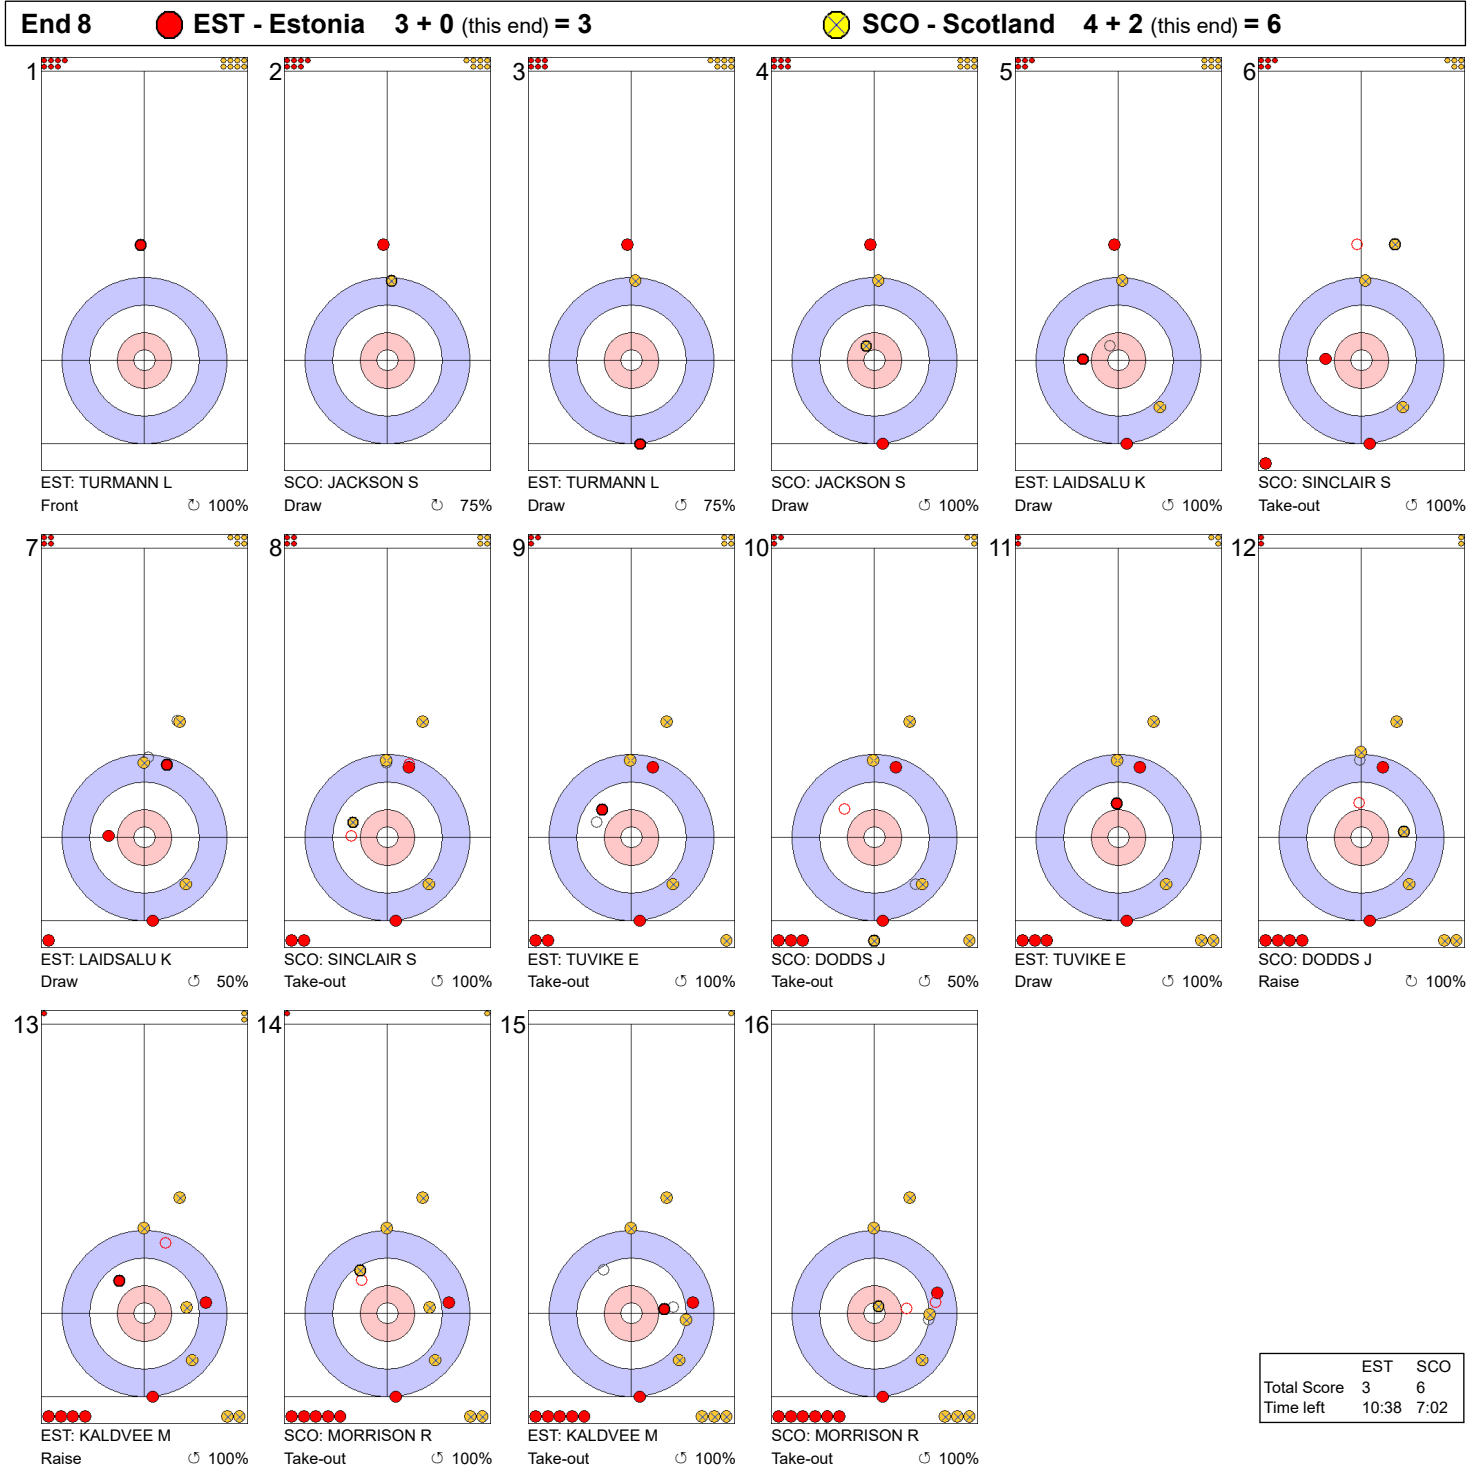 End 8 EST - Estonia 3 + 0 (this end) = 3 SCO - Scotland 4 + 2 (this end) = 6
1 2 3 4 5 6
EST: TURMANN L SCO: JACKSON S EST: TURMANN L SCO: JACKSON S EST: LAIDSALU K SCO: SINCLAIR S
Front ↻ 100% Draw ↺ 75% Draw ↺ 75% Draw ↺ 100% Draw ↺ 100% Take-out ↻ 100%
7 8 9 10 11 12
EST: LAIDSALU K SCO: SINCLAIR S EST: TUVIKE E SCO: DODDS J EST: TUVIKE E SCO: DODDS J
Draw ↺ 50% Take-out ↺ 100% Take-out ↺ 100% Take-out ↺ 50% Draw ↺ 100% Raise ↻ 100%
13 14 15 16
EST: KALDVEE M SCO: MORRISON R EST: KALDVEE M SCO: MORRISON R
Raise ↺ 100% Take-out ↺ 100% Take-out ↺ 100% Take-out ↺ 100%
EST SCO
Total Score 3 6
Time left 10:38 7:02